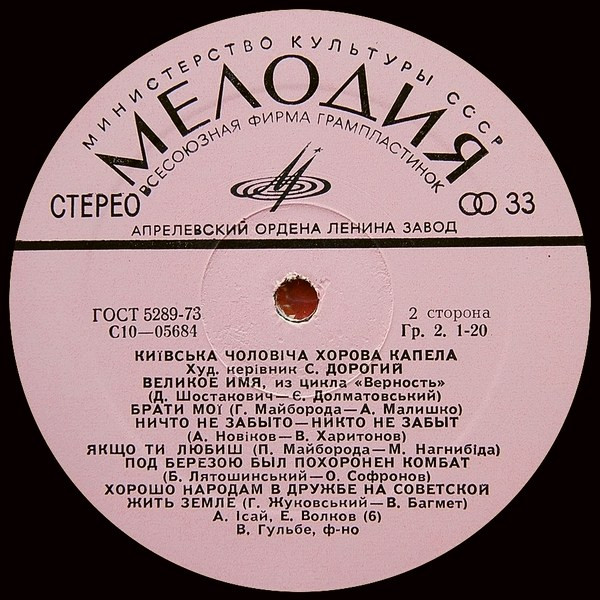 МИНИСТЕРСТВО КУЛЬТУРЫ СССР
МЕЛОДИЯ
ВСЕСОЮЗНАЯ ФИРМА ГРАМПЛАСТИНОК
СТЕРЕО 33
АПРЕЛЕВСКИЙ ОРДЕНА ЛЕНИНА ЗАВОД
ГОСТ 5289-73 2 сторона
С10—05684 Гр. 2. 1-20
КИЇВСЬКА ЧОЛОВІЧА ХОРОВА КАПЕЛА
Худ. керівник С. ДОРОГИЙ
ВЕЛИКОЕ ИМЯ, из цикла «Верность»
(Д. Шостакович—Є. Долматовський)
БРАТИ МОЇ (Г. Майборода—А. Малишко)
НИЧТО НЕ ЗАБЫТО—НИКТО НЕ ЗАБЫТ
(А. Новіков—В. Харитонов)
ЯКЩО ТИ ЛЮБИШ (П. Майборода—М. Нагнибіда)
ПОД БЕРЕЗОЮ БЫЛ ПОХОРОНЕН КОМБАТ
(Б. Лятошинський—О. Софронов)
ХОРОШО НАРОДАМ В ДРУЖБЕ НА СОВЕТСКОЙ
ЖИТЬ ЗЕМЛЕ (Г. Жуковський—В. Багмет)
А. Ісай, Е. Волков (6)
В. Гульбе, ф-но